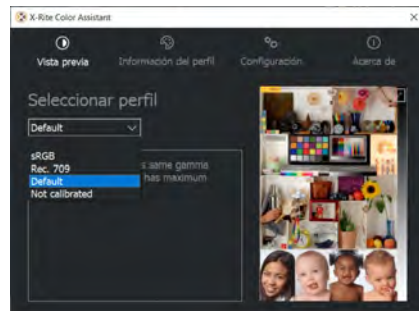 X-Rite Color Assistant
Vista previa
Información del perfil
Configuración
Acerca de
Seleccionar perfil
Default
sRGB
Rec. 709
Default
Not calibrated
same gamma
has maximum